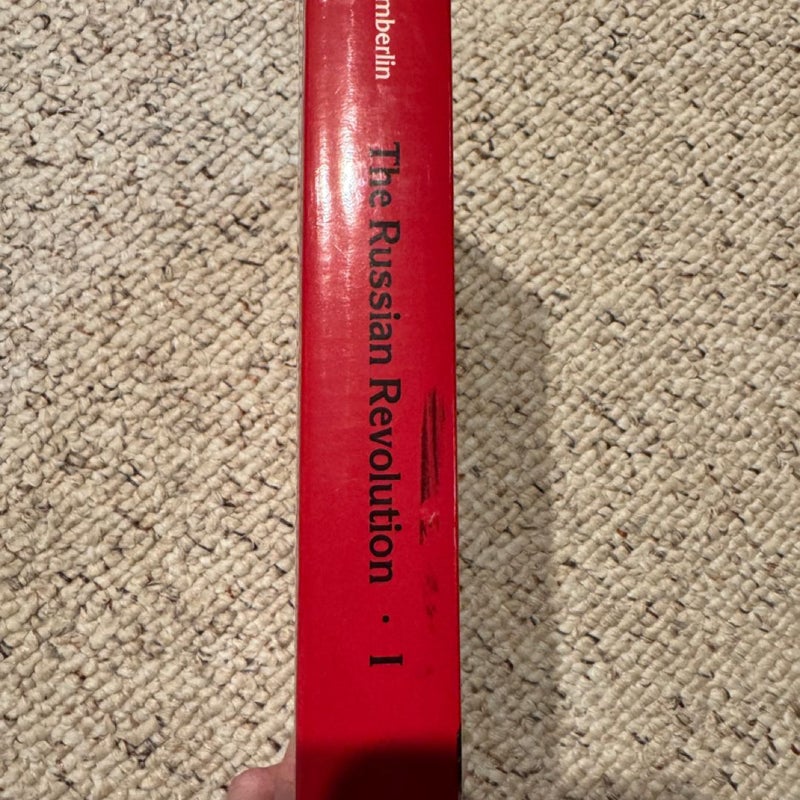 mberlin
The Russian Revolution · I